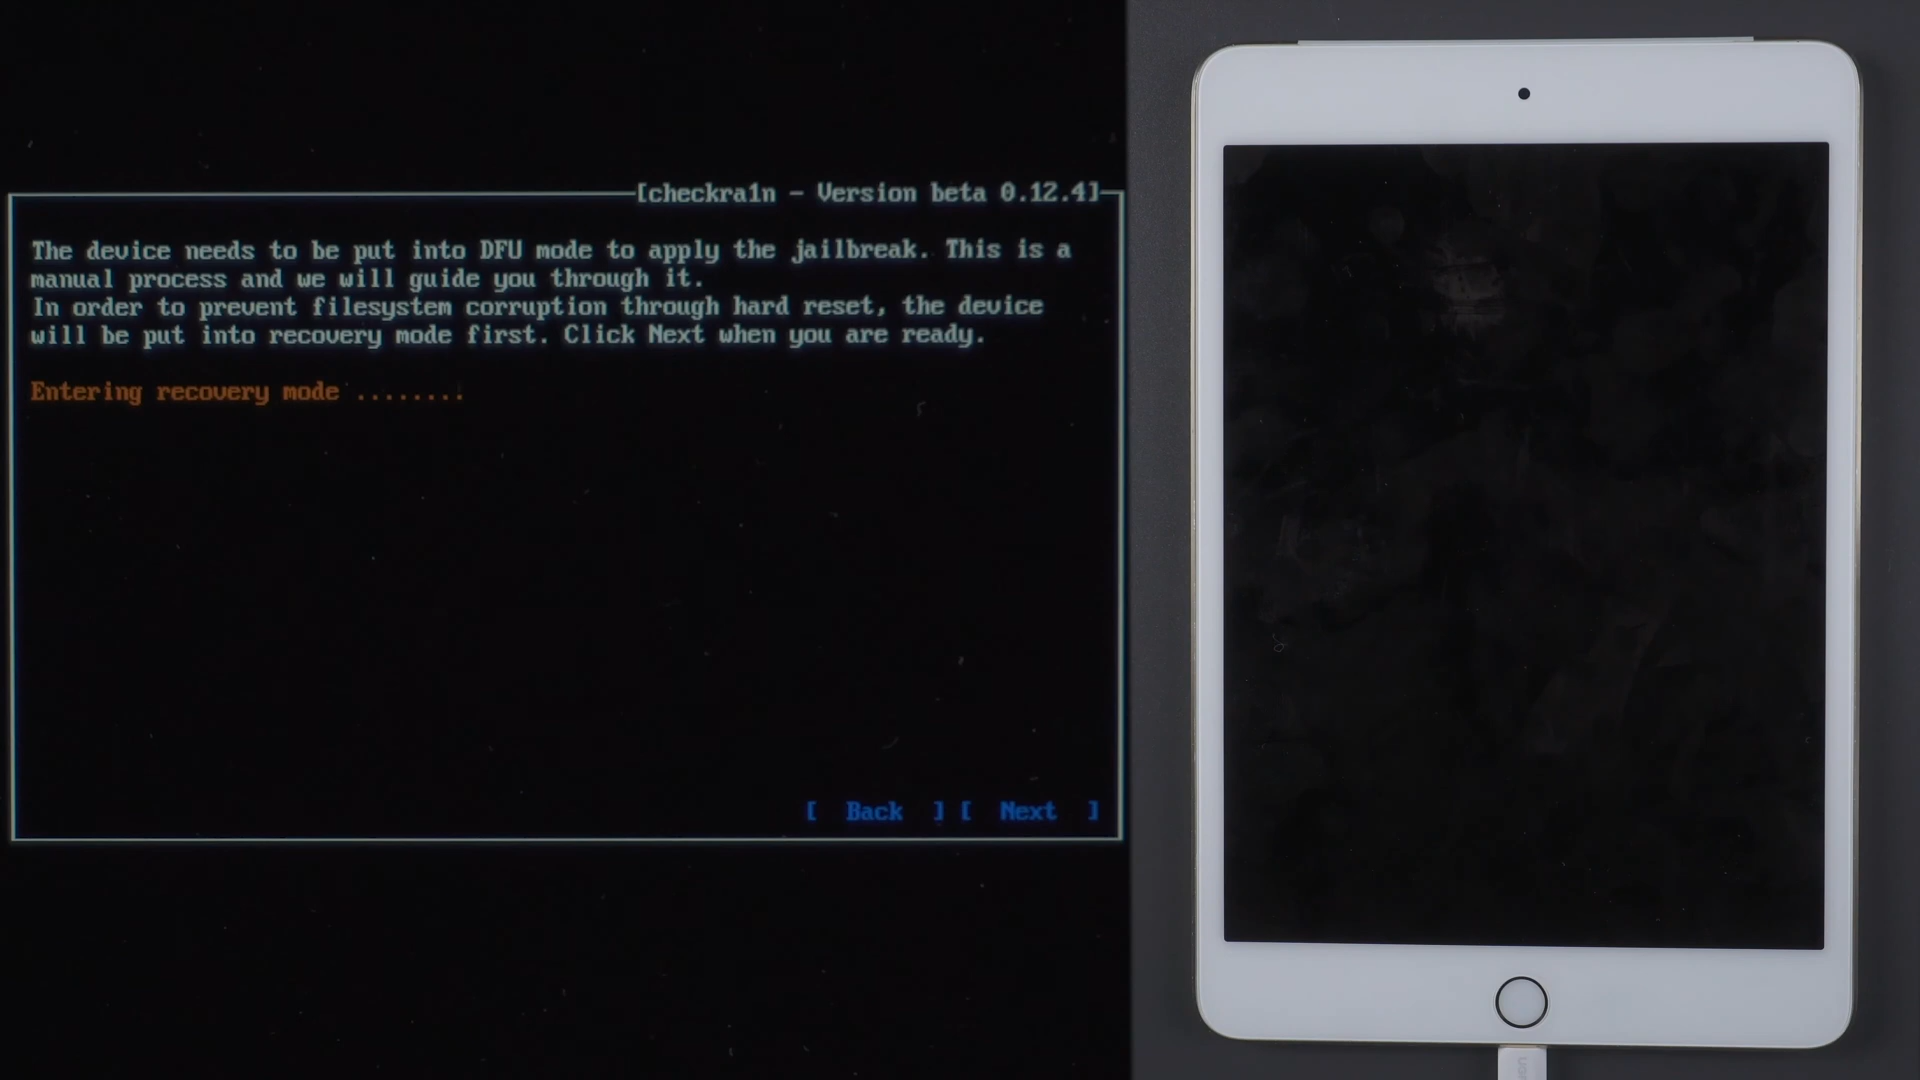 [checkra1n - Version beta 0.12.4]
The device needs to be put into DFU mode to apply the jailbreak. This is a
manual process and we will guide you through it.
In order to prevent filesystem corruption through hard reset, the device
will be put into recovery mode first. Click Next when you are ready.
Entering recovery mode ........
[ Back ] [ Next ]